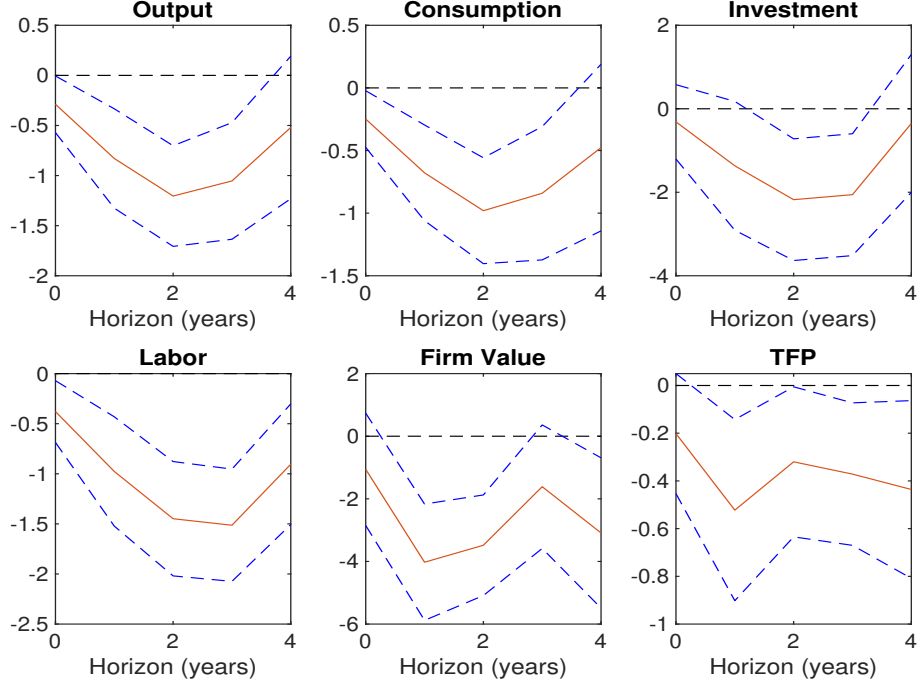 Output
0.5
0
-0.5
-1
-1.5
-2
0 2 4
Horizon (years)
Consumption
0.5
0
-0.5
-1
-1.5
0 2 4
Horizon (years)
Investment
2
0
-2
-4
0 2 4
Horizon (years)
Labor
0
-0.5
-1
-1.5
-2
-2.5
0 2 4
Horizon (years)
Firm Value
2
0
-2
-4
-6
0 2 4
Horizon (years)
TFP
0
-0.2
-0.4
-0.6
-0.8
-1
0 2 4
Horizon (years)